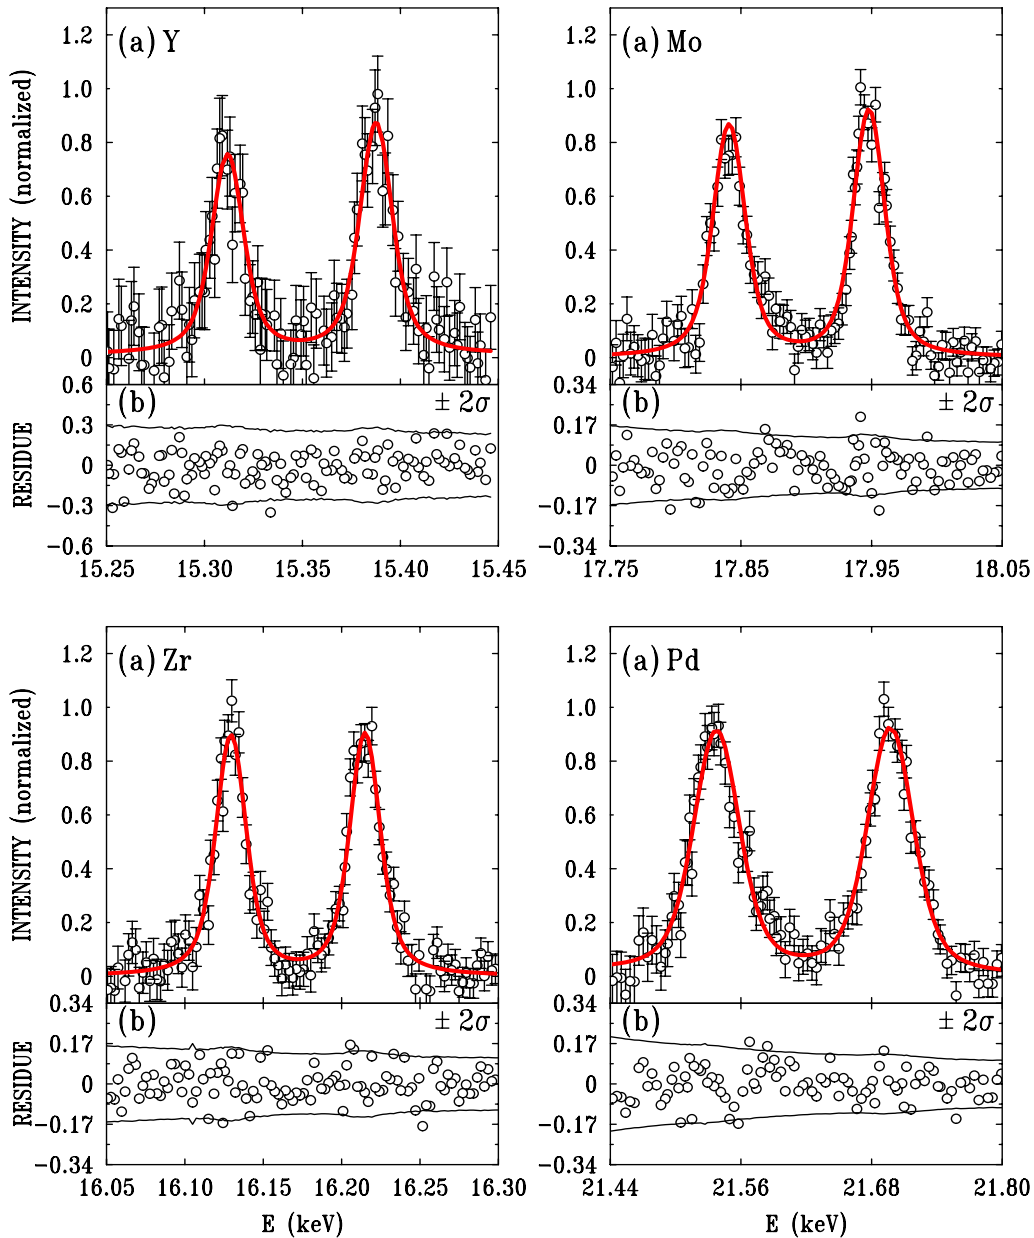 (a) Y
1.2
1.0
0.8
0.6
0.4
0.2
0
INTENSITY (normalized)
(b)
± 2σ
0.6
0.3
0
−0.3
−0.6
RESIDUE
15.25 15.30 15.35 15.40 15.45
(a) Mo
1.2
1.0
0.8
0.6
0.4
0.2
0
(b)
± 2σ
0.34
0.17
0
−0.17
−0.34
17.75 17.85 17.95 18.05
(a) Zr
1.2
1.0
0.8
0.6
0.4
0.2
0
INTENSITY (normalized)
(b)
± 2σ
0.34
0.17
0
−0.17
−0.34
RESIDUE
16.05 16.10 16.15 16.20 16.25 16.30
E (keV)
(a) Pd
1.2
1.0
0.8
0.6
0.4
0.2
0
(b)
± 2σ
0.34
0.17
0
−0.17
−0.34
21.44 21.56 21.68 21.80
E (keV)